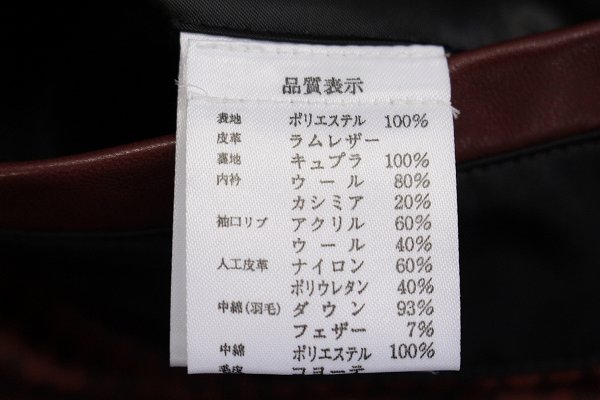 品質表示
表地 ポリエステル 100%
皮革 ラムレザー
裏地 キュプラ 100%
内衿 ウール 80%
カシミア 20%
袖口リブ アクリル 60%
ウール 40%
人工皮革 ナイロン 60%
ポリウレタン 40%
中綿(羽毛) ダウン 93%
フェザー 7%
中綿 ポリエステル 100%